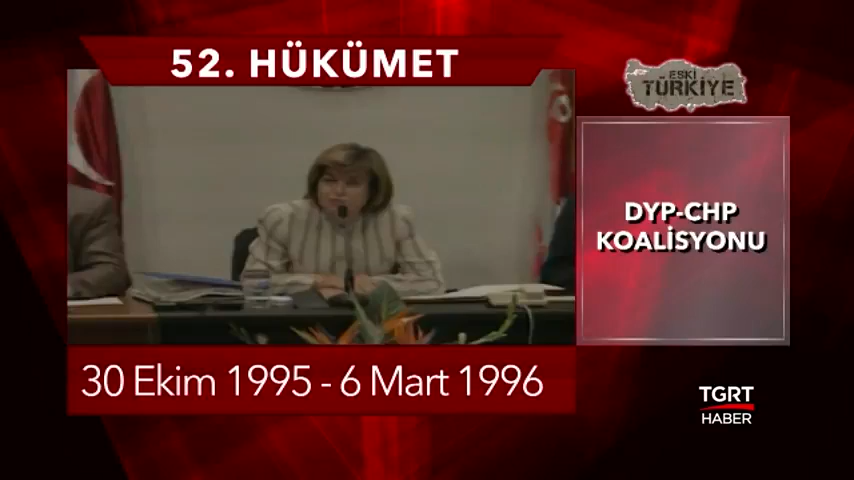 52. HÜKÜMET
ESKİ
TÜRKİYE
DYP-CHP
KOALİSYONU
30 Ekim 1995 - 6 Mart 1996
TGRT
HABER